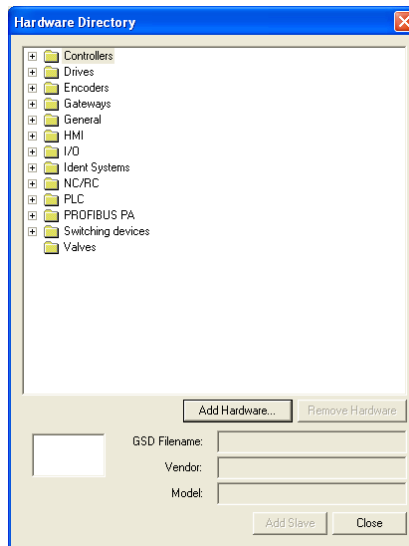 Hardware Directory
Controllers
Drives
Encoders
Gateways
General
HMI
I/O
Ident Systems
NC/RC
PLC
PROFIBUS PA
Switching devices
Valves
Add Hardware... Remove Hardware
GSD Filename:
Vendor:
Model:
Add Slave Close